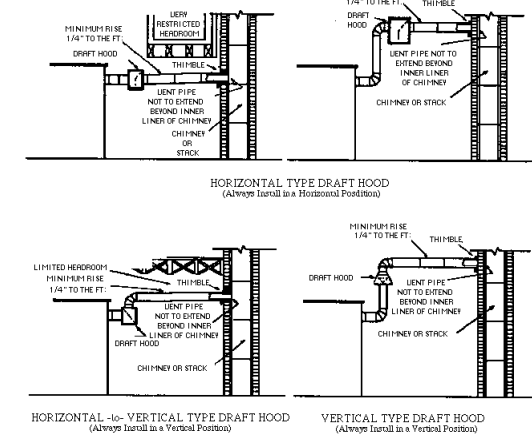 VERY
RESTRICTED
HEADROOM
MINIMUM RISE
1/4" TO THE FT:
DRAFT HOOD
THIMBLE
VENT PIPE
NOT TO EXTEND
BEYOND INNER
LINER OF CHIMNEY
CHIMNEY
OR
STACK
1/4" TO THE FT:
THIMBLE
DRAFT
HOOD
VENT PIPE NOT TO
EXTEND BEYOND
INNER LINER
OF CHIMNEY
CHIMNEY OR STACK
HORIZONTAL TYPE DRAFT HOOD
(Always Install in a Horizontal Posdition)
LIMITED HEADROOM
MINIMUM RISE
1/4" TO THE FT:
THIMBLE
VENT PIPE
NOT TO EXTEND
BEYOND INNER
LINER OF CHIMNEY
DRAFT HOOD
CHIMNEY OR STACK
HORIZONTAL -to- VERTICAL TYPE DRAFT HOOD
(Always Install in a Vertical Position)
MINIMUM RISE
1/4" TO THE FT:
THIMBLE
DRAFT HOOD
VENT PIPE
NOT TO EXTEND
BEYOND INNER
LINER OF CHIMNEY
CHIMNEY OR STACK
VERTICAL TYPE DRAFT HOOD
(Always Install in a Vertical Position)